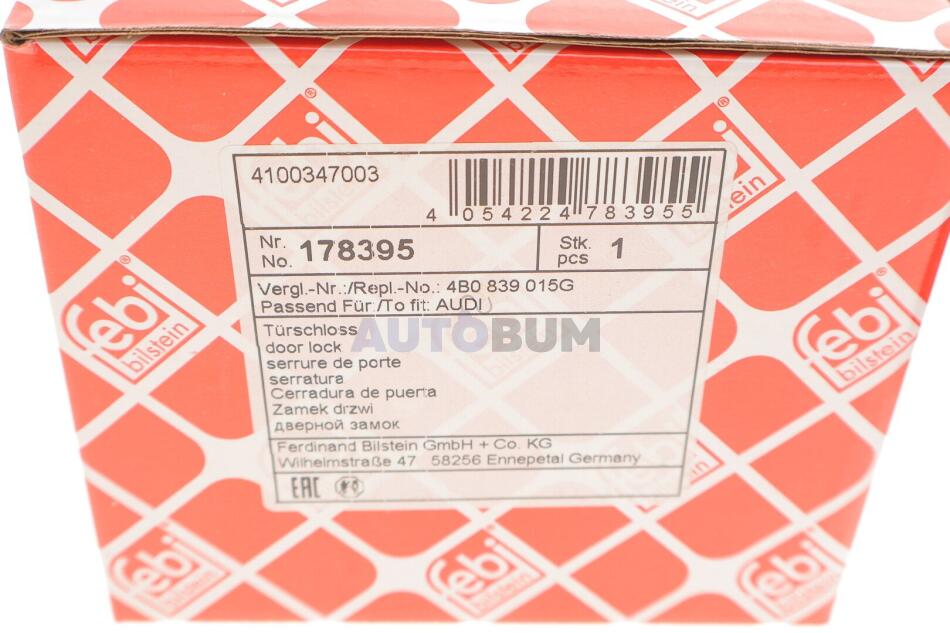 4100347003
4 054224 783955
Nr.
No. 178395
Stk.
pcs 1
Vergl.-Nr.:/Repl.-No.: 4B0 839 015G
Passend Für:/To fit: AUDI
Türschloss
door lock
serrure de porte
serratura
Cerradura de puerta
Zamek drzwi
дверной замок
AUTOBUM
Ferdinand Bilstein GmbH + Co. KG
Wilhelmstraße 47 58256 Ennepetal Germany
EAC
febi
bilstein
febi
bilstein
febi
bilstein
febi
bilstein
febi
bilstein
febi
bilstein